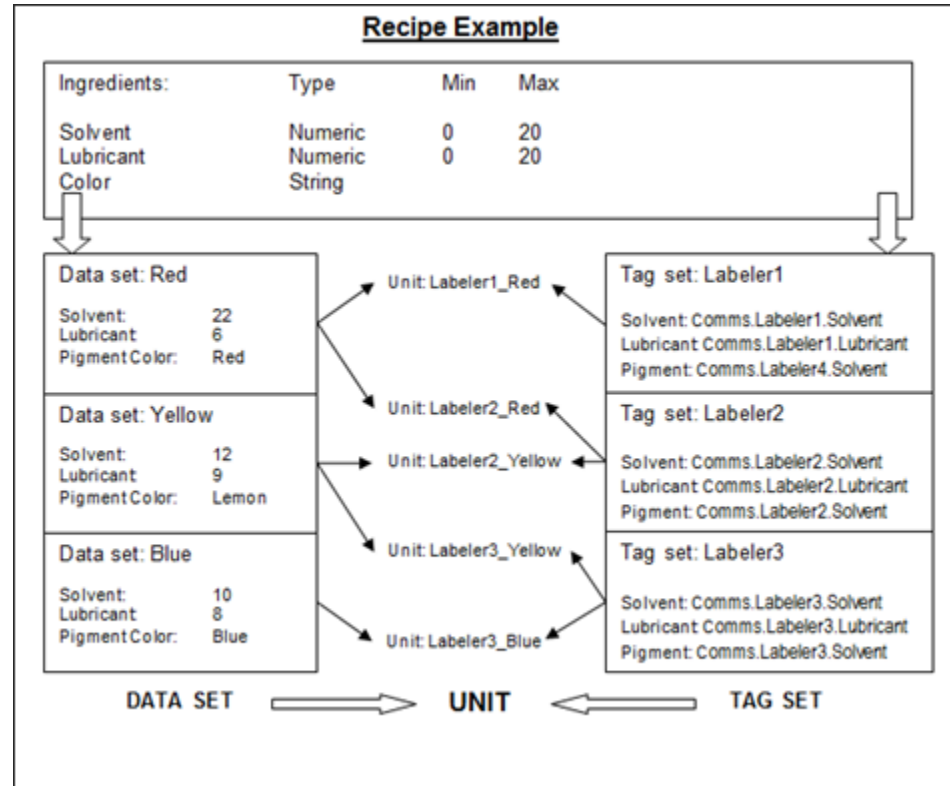 Recipe Example
Ingredients: Type Min Max
Solvent Numeric 0 20
Lubricant Numeric 0 20
Color String
Data set: Red
Solvent: 22
Lubricant 6
Pigment Color: Red
Data set: Yellow
Solvent: 12
Lubricant 9
Pigment Color: Lemon
Data set: Blue
Solvent: 10
Lubricant 8
Pigment Color: Blue
Unit: Labeler1_Red
Unit: Labeler2_Red
Unit: Labeler2_Yellow
Unit: Labeler3_Yellow
Unit: Labeler3_Blue
Tag set: Labeler1
Solvent: Comms.Labeler1.Solvent
Lubricant: Comms.Labeler1.Lubricant
Pigment: Comms.Labeler4.Solvent
Tag set: Labeler2
Solvent: Comms.Labeler2.Solvent
Lubricant: Comms.Labeler2.Lubricant
Pigment: Comms.Labeler2.Solvent
Tag set: Labeler3
Solvent: Comms.Labeler3.Solvent
Lubricant: Comms.Labeler3.Lubricant
Pigment: Comms.Labeler3.Solvent
DATA SET UNIT TAG SET